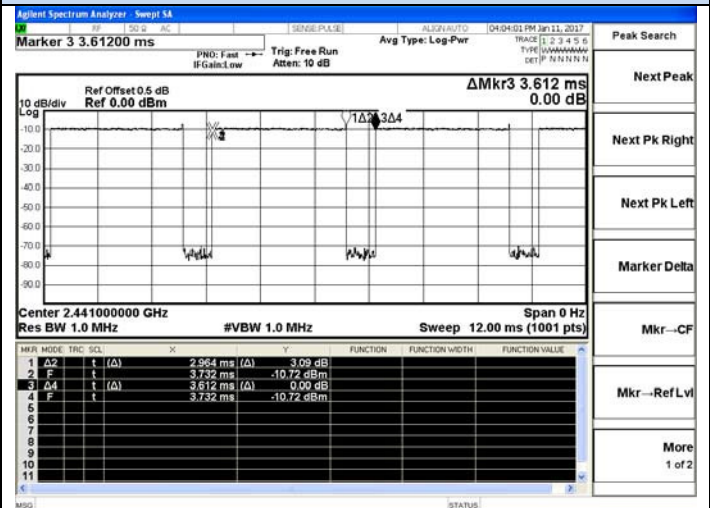 Agilent Spectrum Analyzer - Swept SA
RF 50 Ω AC SENSE:PULSE ALIGN AUTO 04:04:01 PM Jan 11, 2017
Marker 3 3.61200 ms
PNO: Fast
IFGain:Low
Trig: Free Run
Atten: 10 dB
Avg Type: Log-Pwr
TRACE 1 2 3 4 5 6
TYPE WWWWWW
DET P N N N N N
Ref Offset 0.5 dB
10 dB/div Ref 0.00 dBm
ΔMkr3 3.612 ms
0.00 dB
Log
-10.0
-20.0
-30.0
-40.0
-50.0
-60.0
-70.0
-80.0
-90.0
1Δ2 3Δ4
Center 2.441000000 GHz Span 0 Hz
Res BW 1.0 MHz #VBW 1.0 MHz Sweep 12.00 ms (1001 pts)
MKR MODE TRC SCL X Y FUNCTION FUNCTION WIDTH FUNCTION VALUE
1 Δ2 t (Δ) 2.964 ms (Δ) 3.09 dB
2 F t 3.732 ms -10.72 dBm
3 Δ4 t (Δ) 3.612 ms (Δ) 0.00 dB
4 F t 3.732 ms -10.72 dBm
5
6
7
8
9
10
11
MSG STATUS
Peak Search
Next Peak
Next Pk Right
Next Pk Left
Marker Delta
Mkr→CF
Mkr→Ref Lvl
More
1 of 2